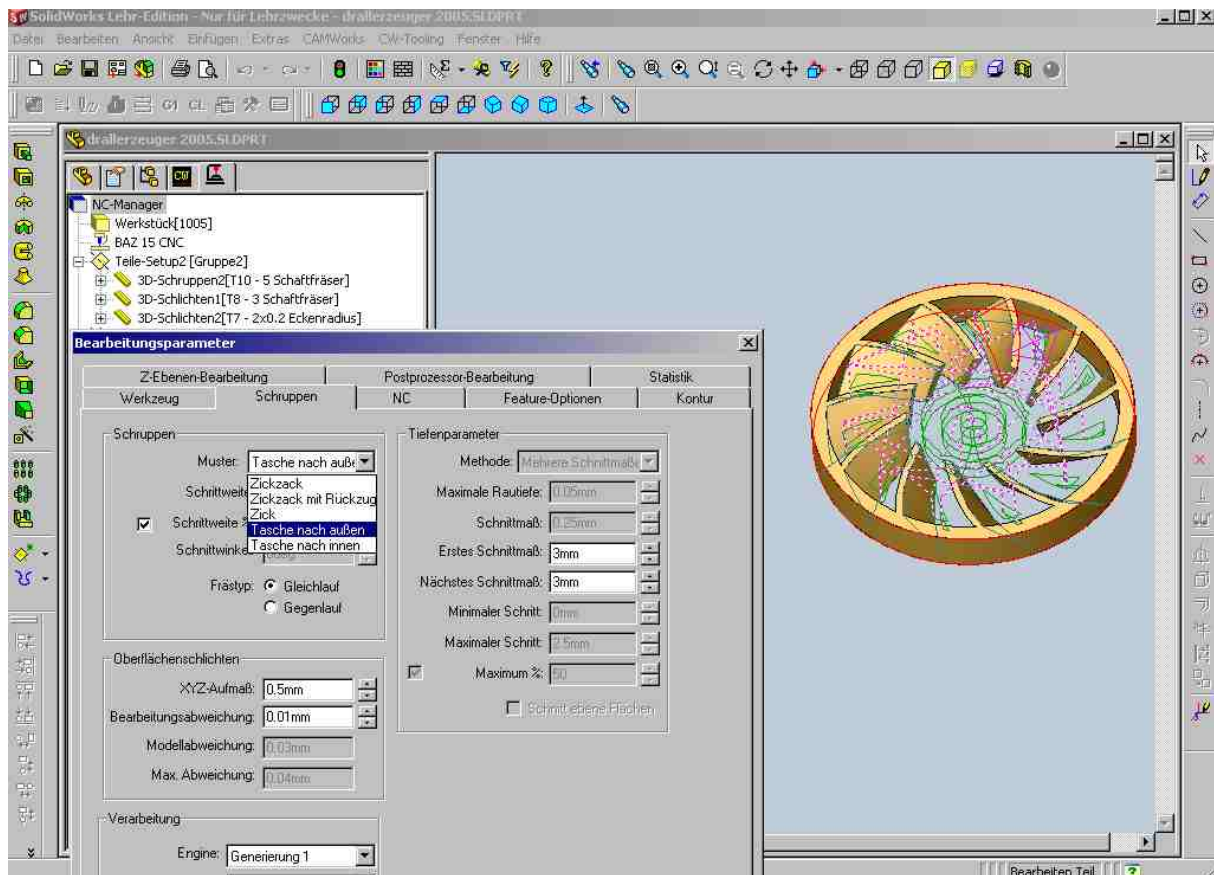 SolidWorks Lehr-Edition - Nur für Lehrzwecke - drallerzeuger 2005.SLDPRT
Datei Bearbeiten Ansicht Einfügen Extras CAMWorks CW-Tooling Fenster Hilfe
G1 CL
drallerzeuger 2005.SLDPRT
CW
NC-Manager
Werkstück[1005]
BAZ 15 CNC
Teile-Setup2 [Gruppe2]
3D-Schruppen2[T10 - 5 Schaftfräser]
3D-Schlichten1[T8 - 3 Schaftfräser]
3D-Schlichten2[T7 - 2x0.2 Eckenradius]
Bearbeitungsparameter
Z-Ebenen-Bearbeitung Postprozessor-Bearbeitung Statistik
Werkzeug Schruppen NC Feature-Optionen Kontur
Schruppen
Muster: Tasche nach auße
Zickzack
Zickzack mit Rückzug
Zick
Tasche nach außen
Tasche nach innen
Schrittweite
Schrittweite
Schnittwinke
Frästyp: Gleichlauf
Gegenlauf
Tiefenparameter
Methode: Mehrere Schnittmaße
Maximale Rautiefe: 0.05mm
Schnittmaß: 0.25mm
Erstes Schnittmaß: 3mm
Nächstes Schnittmaß: 3mm
Minimaler Schritt: 0mm
Maximaler Schritt: 2.5mm
Maximum %: 50
Schnitt ebene Flächen
Oberflächenschlichten
XYZ-Aufmaß: 0.5mm
Bearbeitungsabweichung: 0.01mm
Modellabweichung: 0.03mm
Max. Abweichung: 0.04mm
Verarbeitung
Engine: Generierung 1
Bearbeiten Teil